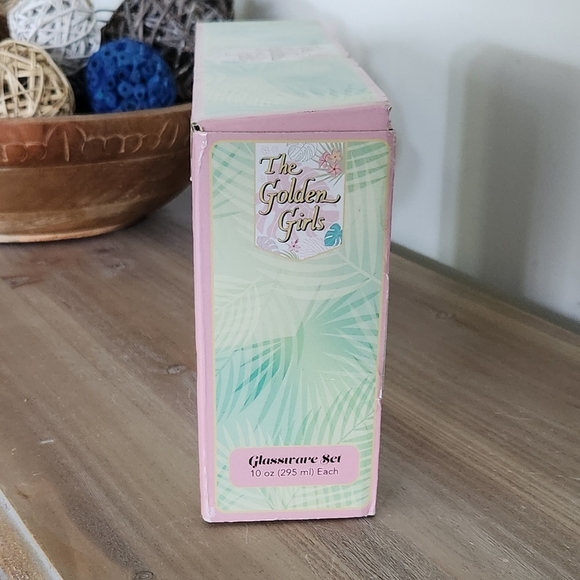 The
Golden
Girls
Glassware Set
10 oz (295 ml) Each